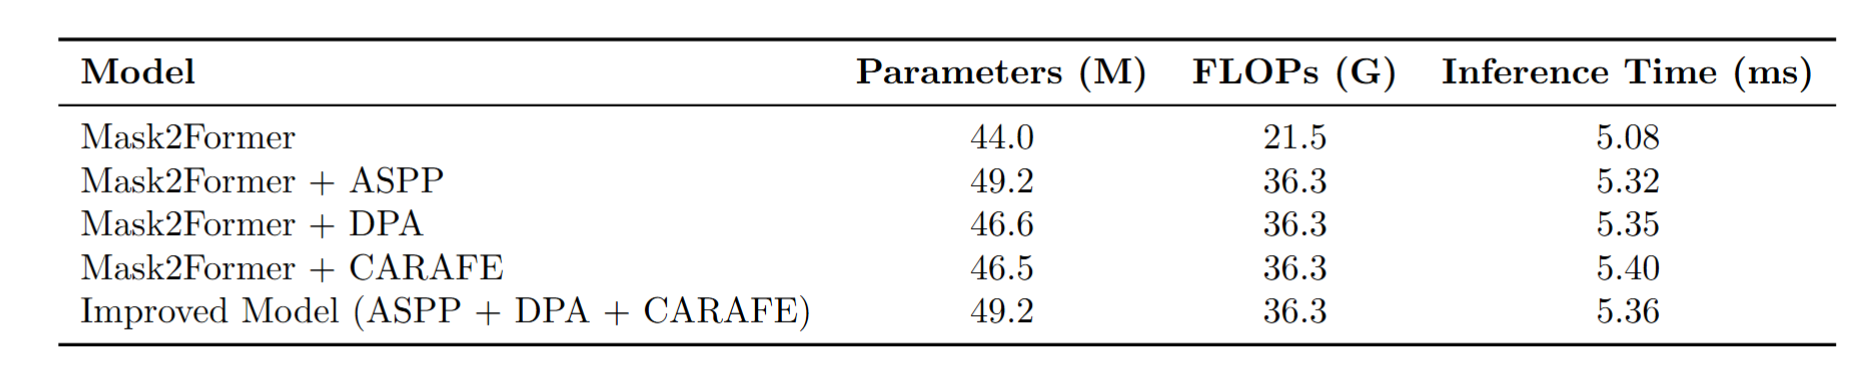 Model Parameters (M) FLOPs (G) Inference Time (ms)
Mask2Former 44.0 21.5 5.08
Mask2Former + ASPP 49.2 36.3 5.32
Mask2Former + DPA 46.6 36.3 5.35
Mask2Former + CARAFE 46.5 36.3 5.40
Improved Model (ASPP + DPA + CARAFE) 49.2 36.3 5.36